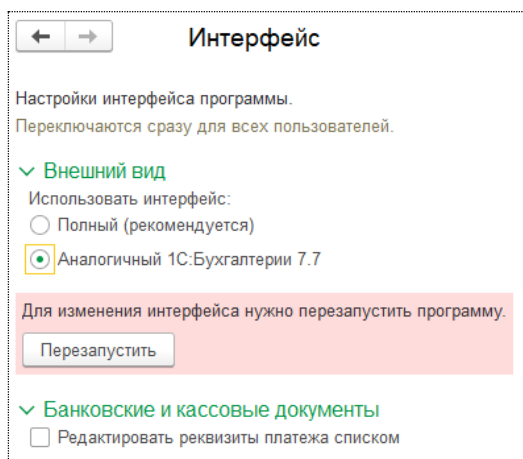 Интерфейс
Настройки интерфейса программы.
Переключаются сразу для всех пользователей.
Внешний вид
Использовать интерфейс:
Полный (рекомендуется)
Аналогичный 1С:Бухгалтерии 7.7
Для изменения интерфейса нужно перезапустить программу.
Перезапустить
Банковские и кассовые документы
Редактировать реквизиты платежа списком